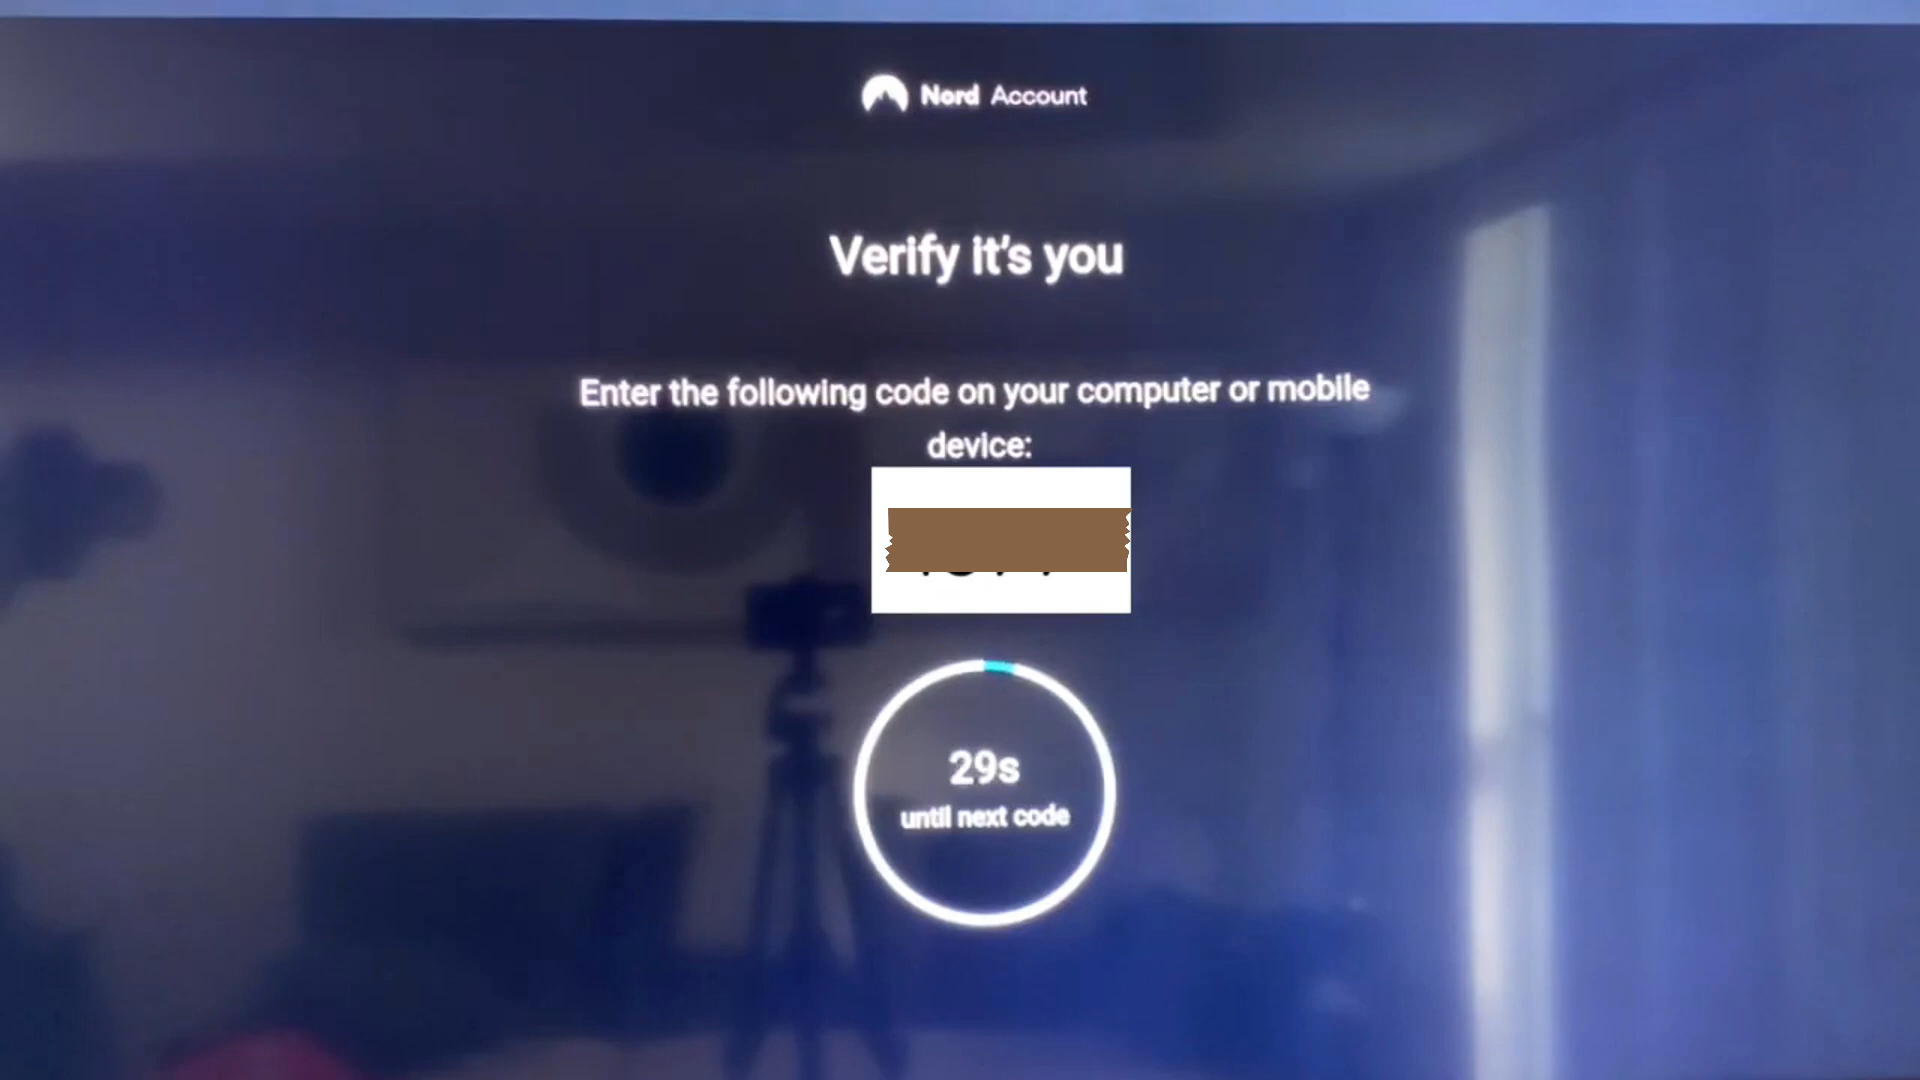 Nord Account
Verify it's you
Enter the following code on your computer or mobile
device:
29s
until next code